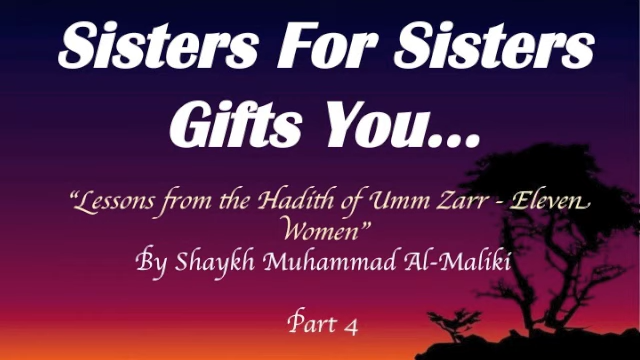 Sisters For Sisters
Gifts You...
“Lessons from the Hadith of Umm Zarr - Eleven
Women”
By Shaykh Muhammad Al-Maliki
Part 4